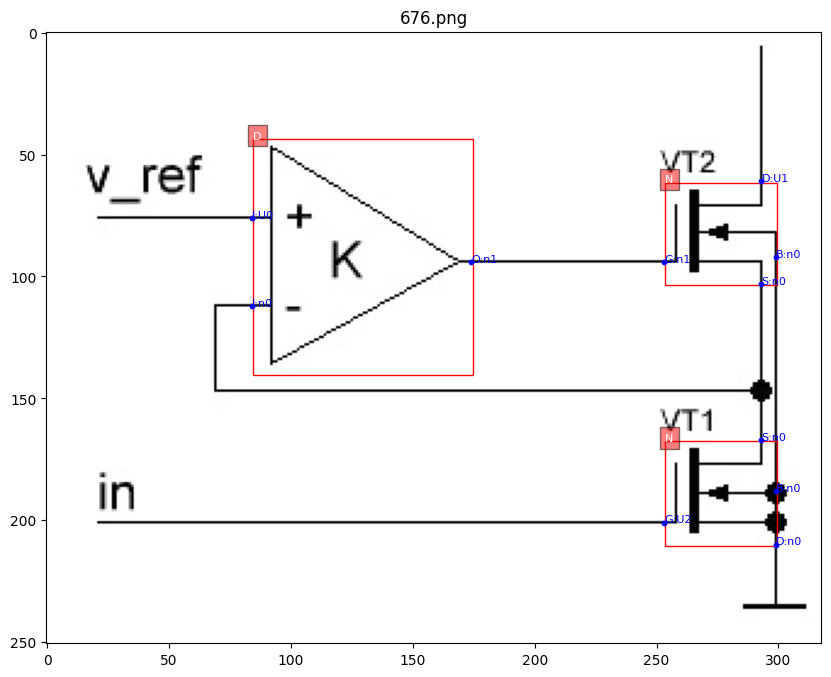 676.png
0
50
100
150
200
250
0
50
100
150
200
250
300
D
v_ref
+
K
-
:U0
:n0
O:n1
VT2
N
D:U1
G:n1
B:n0
S:n0
VT1
N
S:n0
:n0
in
G:U2
D:n0